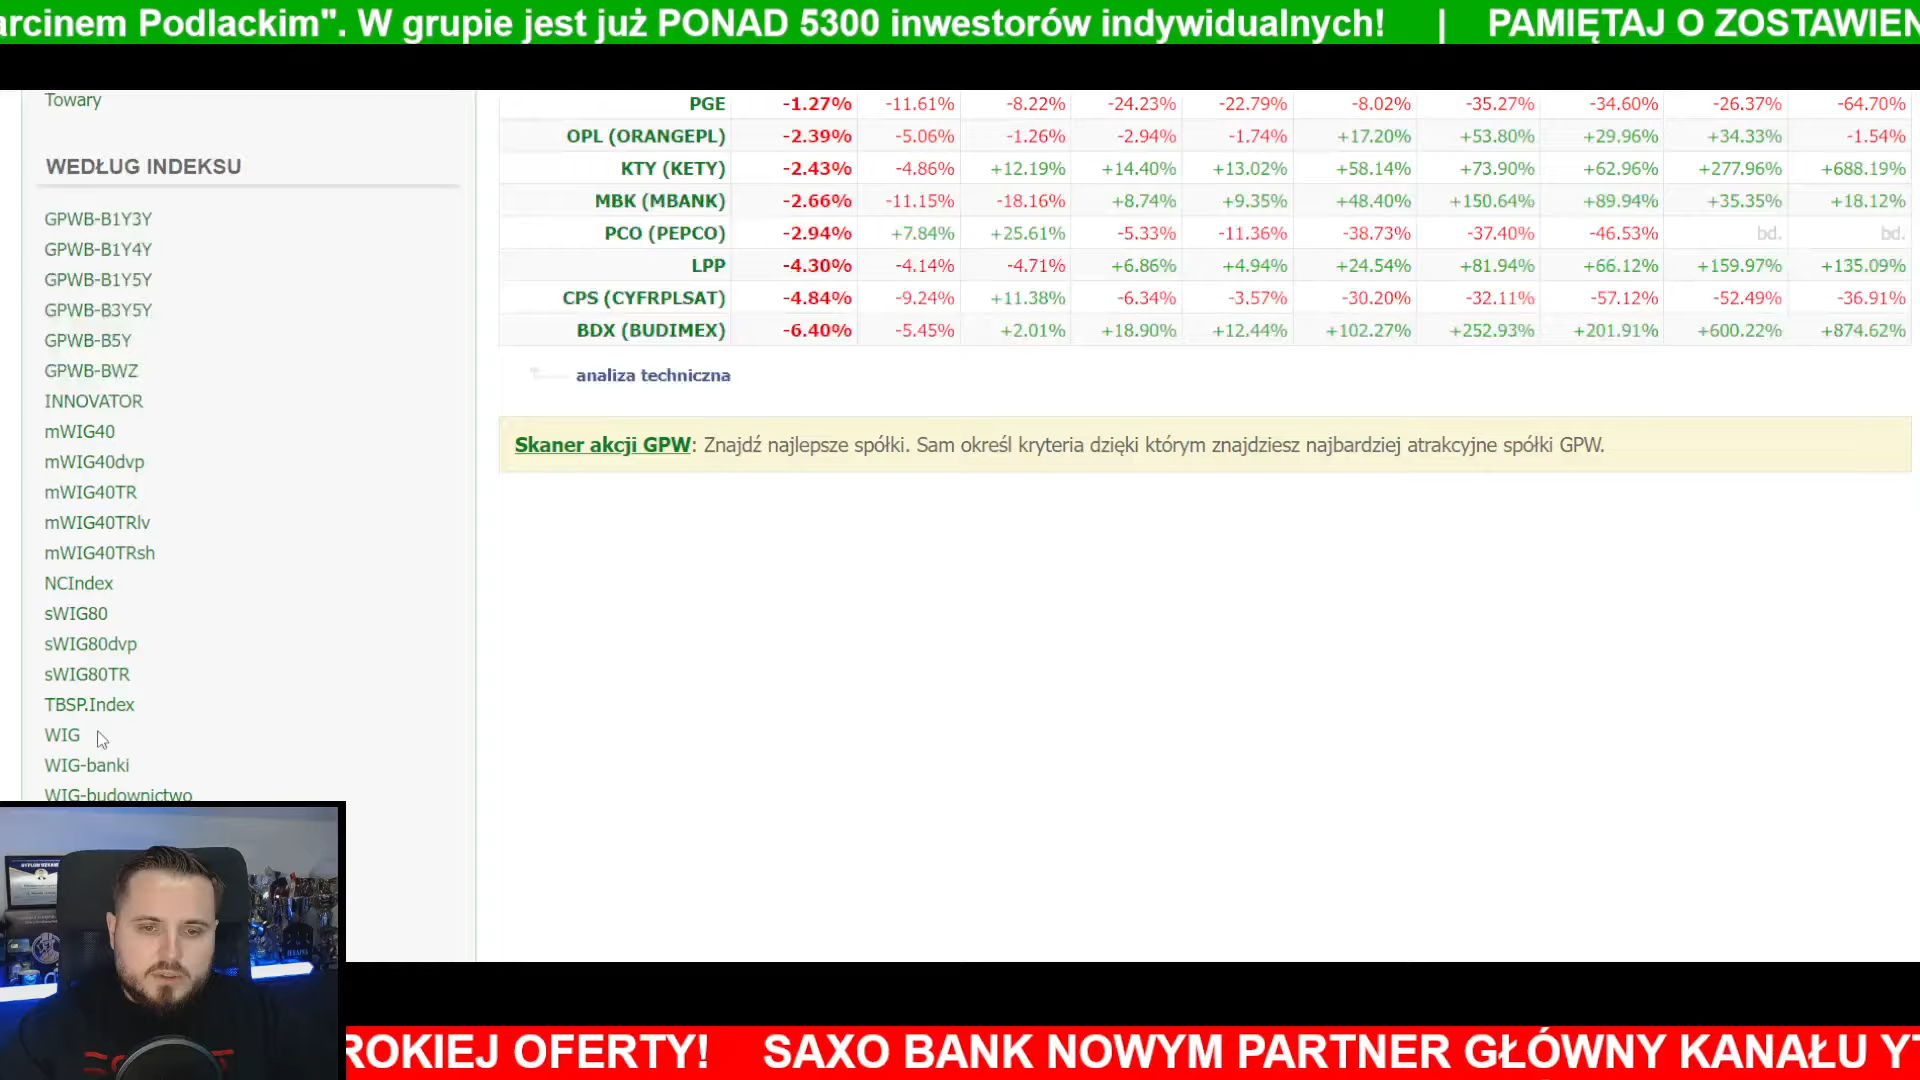 arcinem Podlackim". W grupie jest już PONAD 5300 inwestorów indywidualnych! | PAMIĘTAJ O ZOSTAWIEN
Towary
WEDŁUG INDEKSU
GPWB-B1Y3Y
GPWB-B1Y4Y
GPWB-B1Y5Y
GPWB-B3Y5Y
GPWB-B5Y
GPWB-BWZ
INNOVATOR
mWIG40
mWIG40dvp
mWIG40TR
mWIG40TRlv
mWIG40TRsh
NCIndex
sWIG80
sWIG80dvp
sWIG80TR
TBSP.Index
WIG
WIG-banki
WIG-budownictwo
PGE -1.27% -11.61% -8.22% -24.23% -22.79% -8.02% -35.27% -34.60% -26.37% -64.70%
OPL (ORANGEPL) -2.39% -5.06% -1.26% -2.94% -1.74% +17.20% +53.80% +29.96% +34.33% -1.54%
KTY (KETY) -2.43% -4.86% +12.19% +14.40% +13.02% +58.14% +73.90% +62.96% +277.96% +688.19%
MBK (MBANK) -2.66% -11.15% -18.16% +8.74% +9.35% +48.40% +150.64% +89.94% +35.35% +18.12%
PCO (PEPCO) -2.94% +7.84% +25.61% -5.33% -11.36% -38.73% -37.40% -46.53% bd. bd.
LPP -4.30% -4.14% -4.71% +6.86% +4.94% +24.54% +81.94% +66.12% +159.97% +135.09%
CPS (CYFRPLSAT) -4.84% -9.24% +11.38% -6.34% -3.57% -30.20% -32.11% -57.12% -52.49% -36.91%
BDX (BUDIMEX) -6.40% -5.45% +2.01% +18.90% +12.44% +102.27% +252.93% +201.91% +600.22% +874.62%
analiza techniczna
Skaner akcji GPW: Znajdź najlepsze spółki. Sam określ kryteria dzięki którym znajdziesz najbardziej atrakcyjne spółki GPW.
ROKIEJ OFERTY! SAXO BANK NOWYM PARTNER GŁÓWNY KANAŁU YT